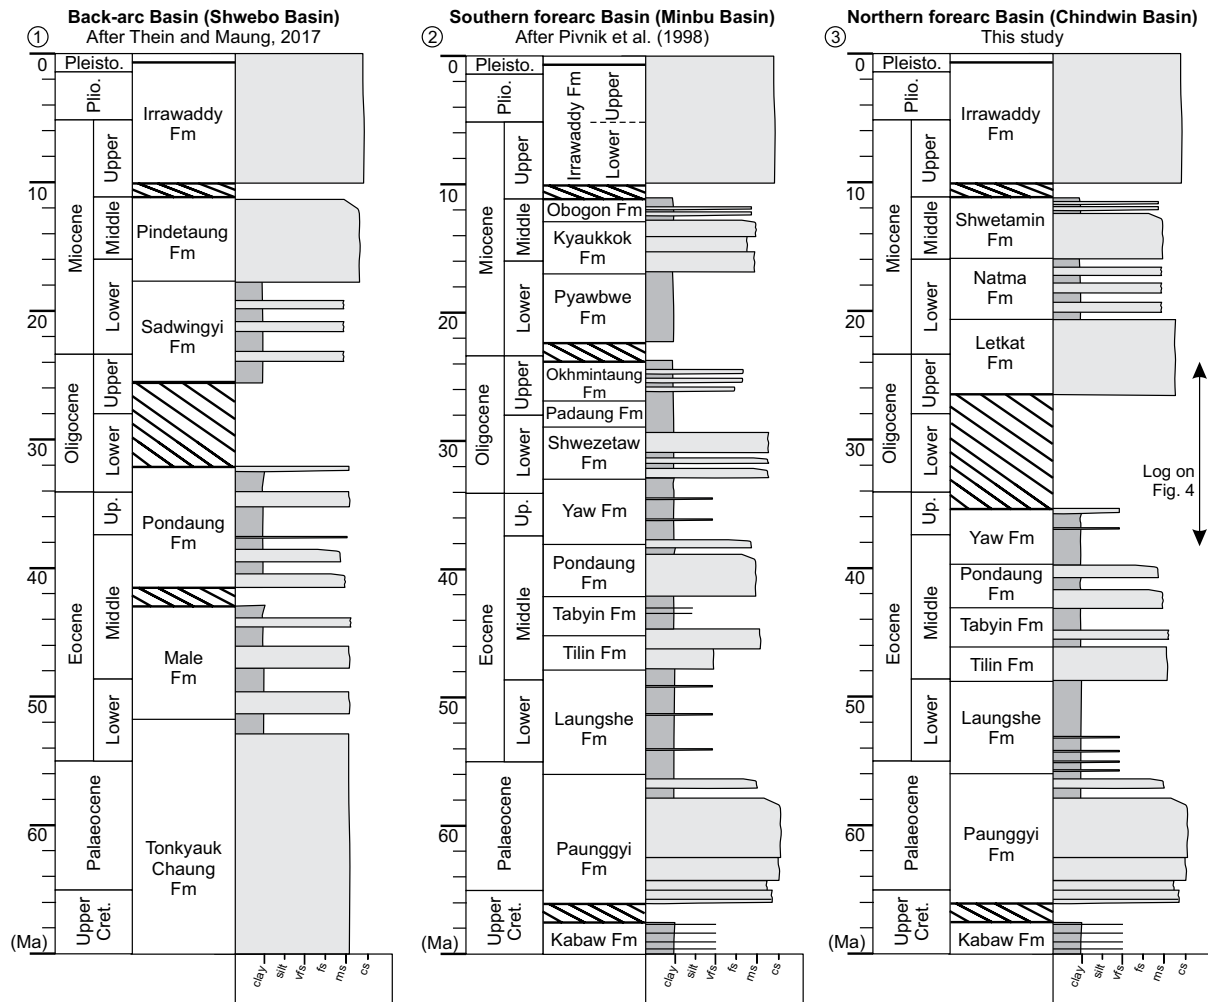 Back-arc Basin (Shwebo Basin)
1 After Thein and Maung, 2017
0
10
20
30
40
50
60
(Ma)
Pleisto.
Plio.
Miocene
Upper
Middle
Lower
Oligocene
Upper
Lower
Eocene
Up.
Middle
Lower
Palaeocene
Upper
Cret.
Irrawaddy
Fm
Pindetaung
Fm
Sadwingyi
Fm
Pondaung
Fm
Male
Fm
Tonkyauk
Chaung
Fm
clay silt vfs fs ms cs
Southern forearc Basin (Minbu Basin)
2 After Pivnik et al. (1998)
0
10
20
30
40
50
60
(Ma)
Pleisto.
Plio.
Miocene
Upper
Middle
Lower
Oligocene
Upper
Lower
Eocene
Up.
Middle
Lower
Palaeocene
Upper
Cret.
Irrawaddy Fm
Upper
Lower
Obogon Fm
Kyaukkok
Fm
Pyawbwe
Fm
Okhmintaung
Fm
Padaung Fm
Shwezetaw
Fm
Yaw Fm
Pondaung
Fm
Tabyin Fm
Tilin Fm
Laungshe
Fm
Paunggyi
Fm
Kabaw Fm
clay silt vfs fs ms cs
Northern forearc Basin (Chindwin Basin)
3 This study
0
10
20
30
40
50
60
(Ma)
Pleisto.
Plio.
Miocene
Upper
Middle
Lower
Oligocene
Upper
Lower
Eocene
Up.
Middle
Lower
Palaeocene
Upper
Cret.
Irrawaddy
Fm
Shwetamin
Fm
Natma
Fm
Letkat
Fm
Yaw Fm
Pondaung
Fm
Tabyin Fm
Tilin Fm
Laungshe
Fm
Paunggyi
Fm
Kabaw Fm
clay silt vfs fs ms cs
Log on
Fig. 4